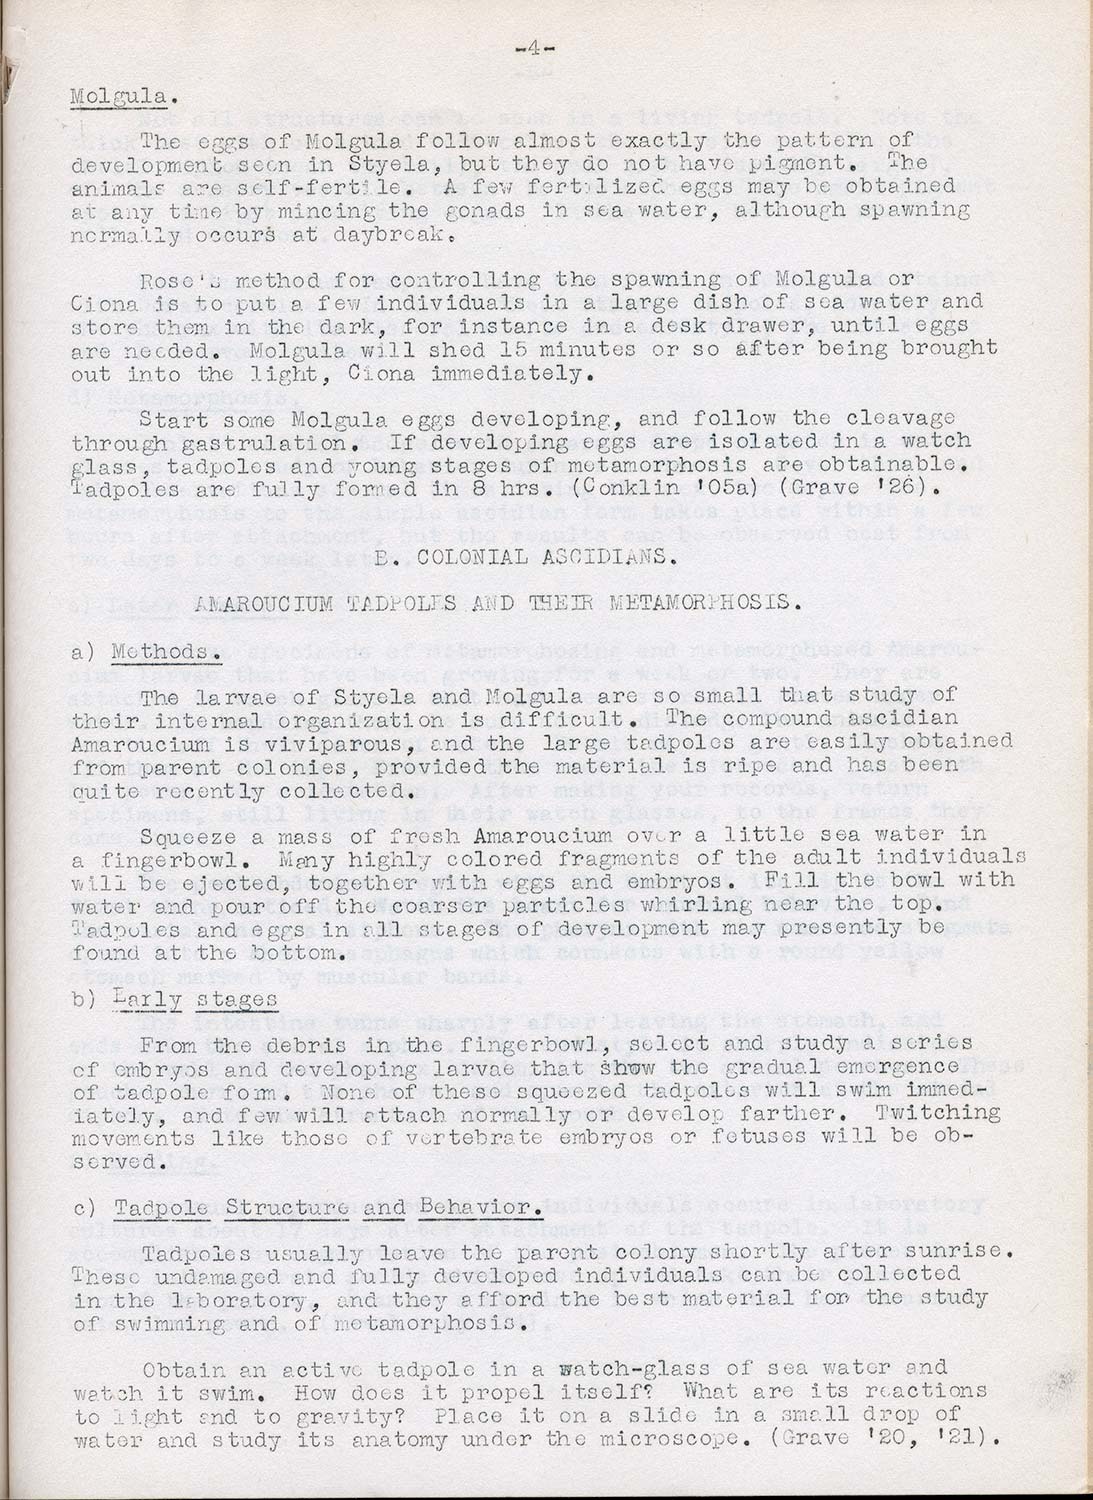 -4-
Molgula.
The eggs of Molgula follow almost exactly the pattern of
development seen in Styela, but they do not have pigment. The
animals are self-fertile. A few fertilized eggs may be obtained
at any time by mincing the gonads in sea water, although spawning
normally occurs at daybreak.
Rose's method for controlling the spawning of Molgula or
Ciona is to put a few individuals in a large dish of sea water and
store them in the dark, for instance in a desk drawer, until eggs
are needed. Molgula will shed 15 minutes or so after being brought
out into the light, Ciona immediately.
Start some Molgula eggs developing, and follow the cleavage
through gastrulation. If developing eggs are isolated in a watch
glass, tadpoles and young stages of metamorphosis are obtainable.
Tadpoles are fully formed in 8 hrs. (Conklin '05a) (Grave '26).
B. COLONIAL ASCIDIANS.
AMAROUCIUM TADPOLES AND THEIR METAMORPHOSIS.
a) Methods.
The larvae of Styela and Molgula are so small that study of
their internal organization is difficult. The compound ascidian
Amaroucium is viviparous, and the large tadpoles are easily obtained
from parent colonies, provided the material is ripe and has been
quite recently collected.
Squeeze a mass of fresh Amaroucium over a little sea water in
a fingerbowl. Many highly colored fragments of the adult individuals
will be ejected, together with eggs and embryos. Fill the bowl with
water and pour off the coarser particles whirling near the top.
Tadpoles and eggs in all stages of development may presently be
found at the bottom.
b) Early stages
From the debris in the fingerbowl, select and study a series
of embryos and developing larvae that show the gradual emergence
of tadpole form. None of these squeezed tadpoles will swim immed-
iately, and few will attach normally or develop farther. Twitching
movements like those of vertebrate embryos or fetuses will be ob-
served.
c) Tadpole Structure and Behavior.
Tadpoles usually leave the parent colony shortly after sunrise.
These undamaged and fully developed individuals can be collected
in the laboratory, and they afford the best material for the study
of swimming and of metamorphosis.
Obtain an active tadpole in a watch-glass of sea water and
watch it swim. How does it propel itself? What are its reactions
to light and to gravity? Place it on a slide in a small drop of
water and study its anatomy under the microscope. (Grave '20, '21).